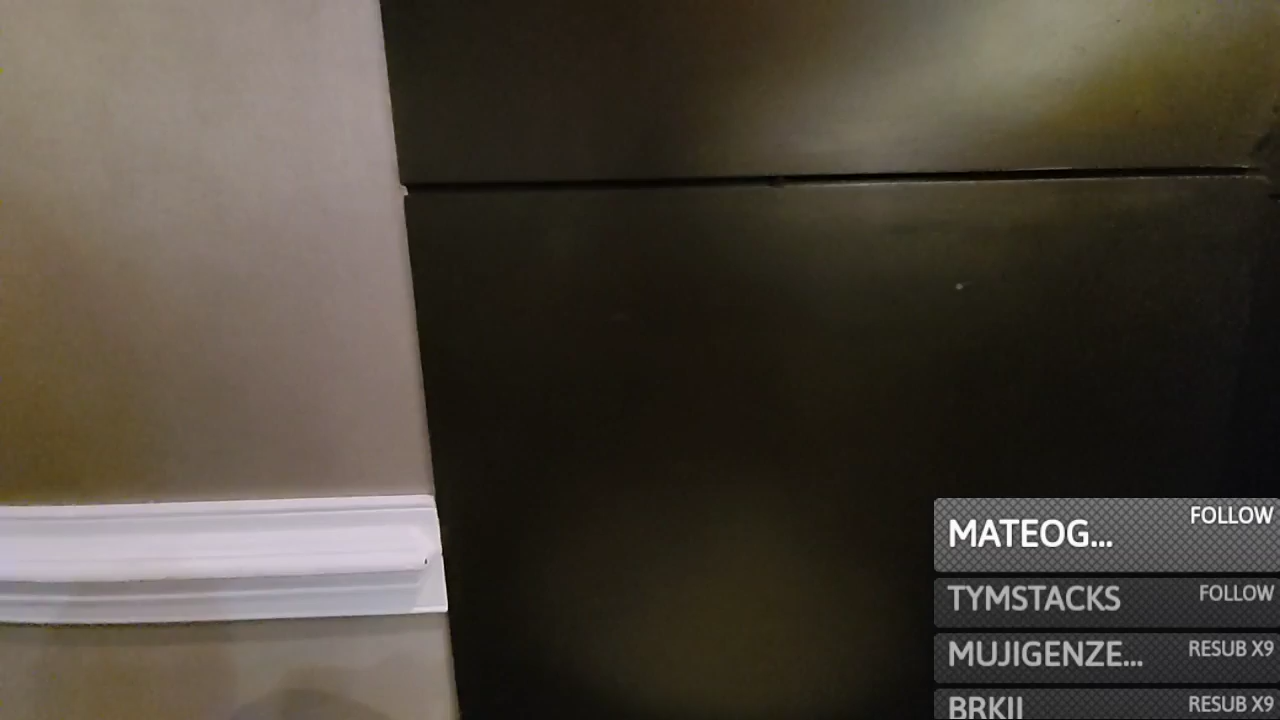 MATEOG... FOLLOW
TYMSTACKS FOLLOW
MUJIGENZE... RESUB X9
BRKII RESUB X9